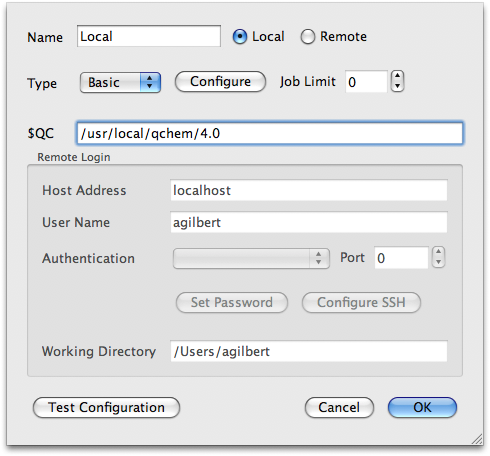 Name Local Local Remote
Type Basic Configure Job Limit 0
$QC /usr/local/qchem/4.0
Remote Login
Host Address localhost
User Name agilbert
Authentication Port 0
Set Password Configure SSH
Working Directory /Users/agilbert
Test Configuration Cancel OK